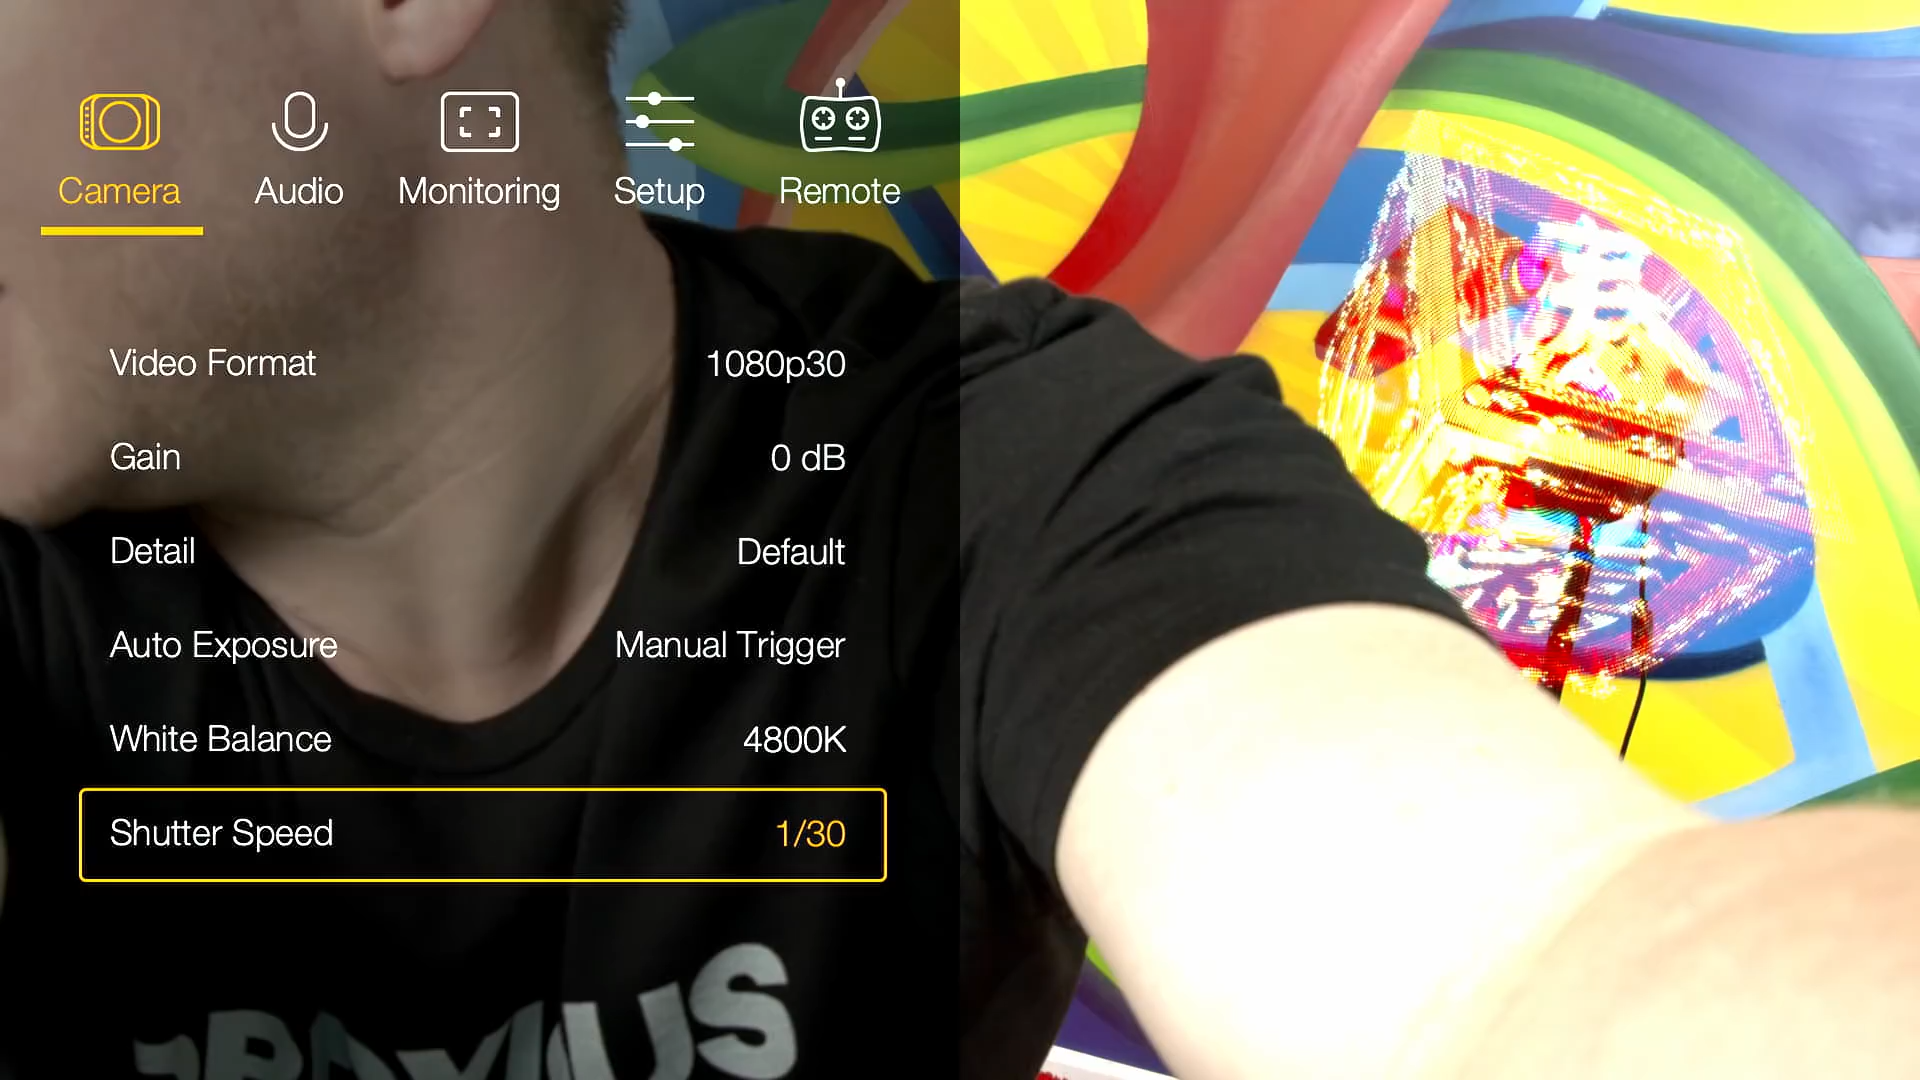 Camera Audio Monitoring Setup Remote
Video Format 1080p30
Gain 0 dB
Detail Default
Auto Exposure Manual Trigger
White Balance 4800K
Shutter Speed 1/30